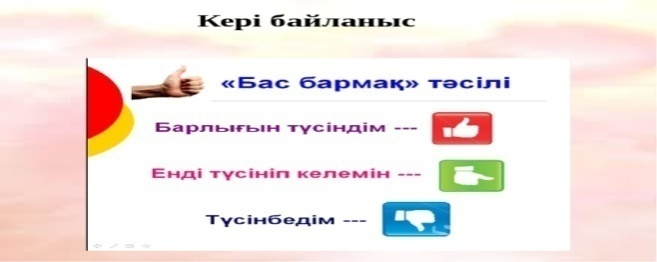 Кері байланыс
«Бас бармақ» тәсілі
Барлығын түсіндім ---
Енді түсініп келемін ---
Түсінбедім ---